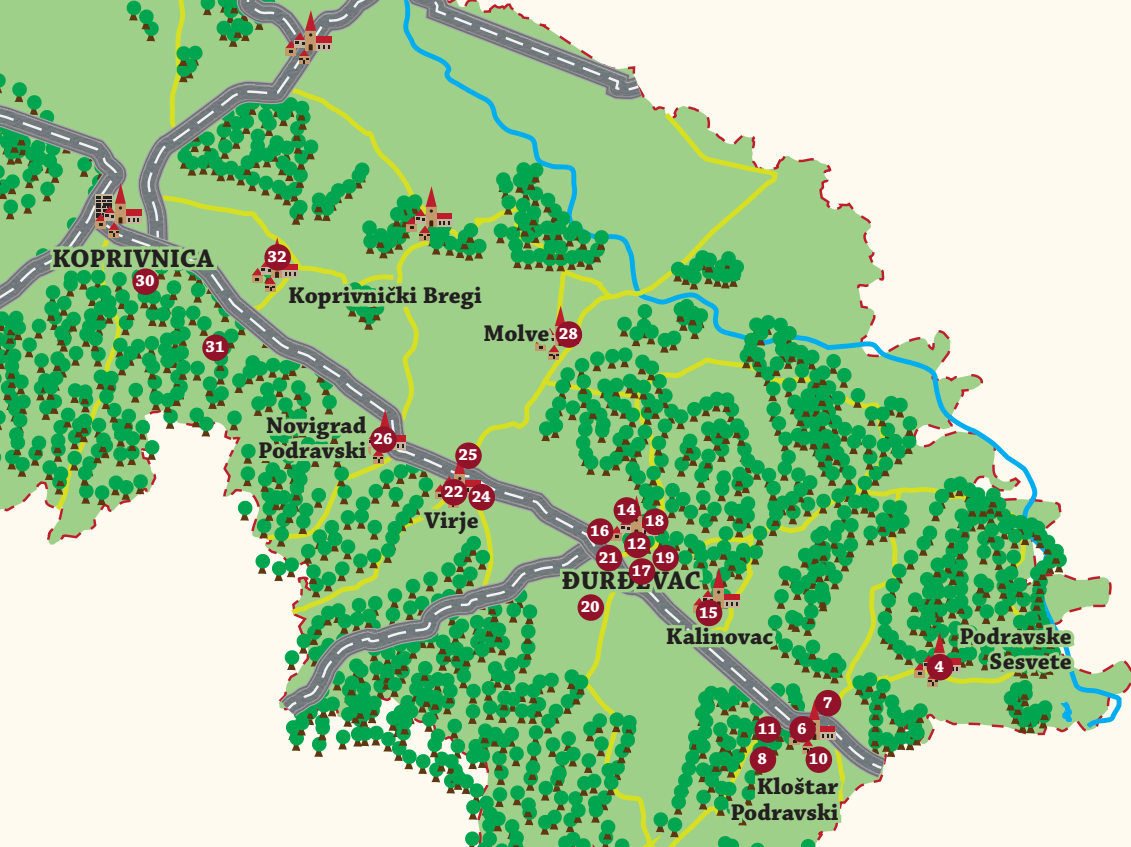 KOPRIVNICA
30
32
Koprivnički Bregi
31
Molve
28
Novigrad
Podravski
26
25
22
24
Virje
14
18
16
12
21
19
17
ĐURĐEVAC
20
15
Kalinovac
Podravske
Sesvete
4
7
11
6
8
10
Kloštar
Podravski